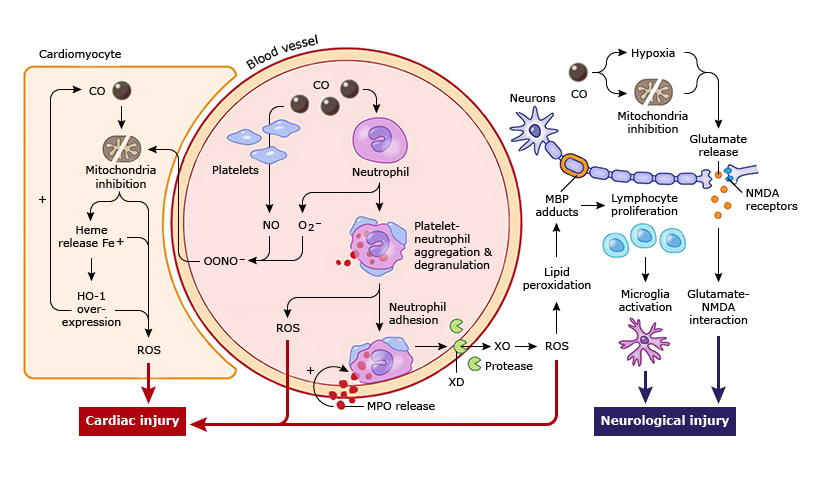 Cardiomyocyte
CO
Mitochondria
inhibition
+
Heme
release Fe+
HO-1
over-
expression
ROS
Cardiac injury
Blood vessel
CO
Platelets
Neutrophil
NO
O2−
OONO−
Platelet-
neutrophil
aggregation &
degranulation
ROS
Neutrophil
adhesion
+
MPO release
XD
Protease
XO
ROS
Lipid
peroxidation
MBP
adducts
Neurons
CO
Hypoxia
Mitochondria
inhibition
Glutamate
release
NMDA
receptors
Lymphocyte
proliferation
Microglia
activation
Glutamate-
NMDA
interaction
Neurological injury